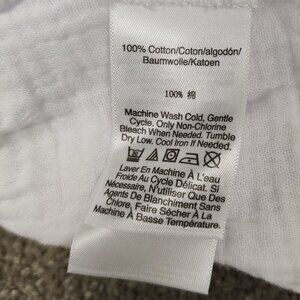 100% Cotton/Coton/algodón/
Baumwolle/Katoen
100% 棉
Machine Wash Cold, Gentle
Cycle. Only Non-Chlorine
Bleach When Needed. Tumble
Dry Low. Cool Iron If Needed.
Laver En Machine À L'eau
Froide Au Cycle Délicat. Si
Nécessaire, N'utiliser Que Des
Agents De Blanchiment Sans
Chlore. Faire Sécher À La
Machine À Basse Température.